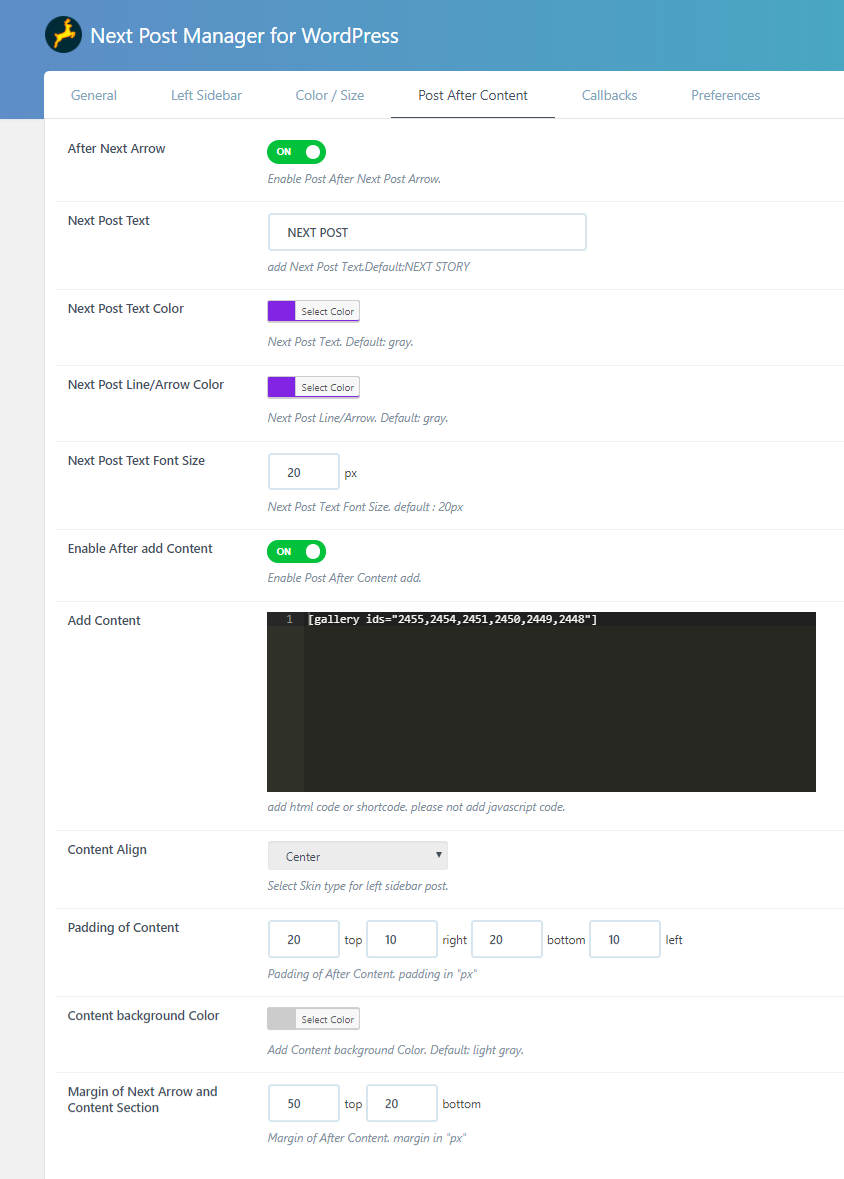 Next Post Manager for WordPress
General Left Sidebar Color / Size Post After Content Callbacks Preferences
After Next Arrow
ON
Enable Post After Next Post Arrow.
Next Post Text
NEXT POST
add Next Post Text.Default:NEXT STORY
Next Post Text Color
Select Color
Next Post Text. Default: gray.
Next Post Line/Arrow Color
Select Color
Next Post Line/Arrow. Default: gray.
Next Post Text Font Size
20 px
Next Post Text Font Size. default : 20px
Enable After add Content
ON
Enable Post After Content add.
Add Content
1 [gallery ids="2455,2454,2451,2450,2449,2448"]
add html code or shortcode. please not add javascript code.
Content Align
Center
Select Skin type for left sidebar post.
Padding of Content
20 top 10 right 20 bottom 10 left
Padding of After Content. padding in "px"
Content background Color
Select Color
Add Content background Color. Default: light gray.
Margin of Next Arrow and
Content Section
50 top 20 bottom
Margin of After Content. margin in "px"